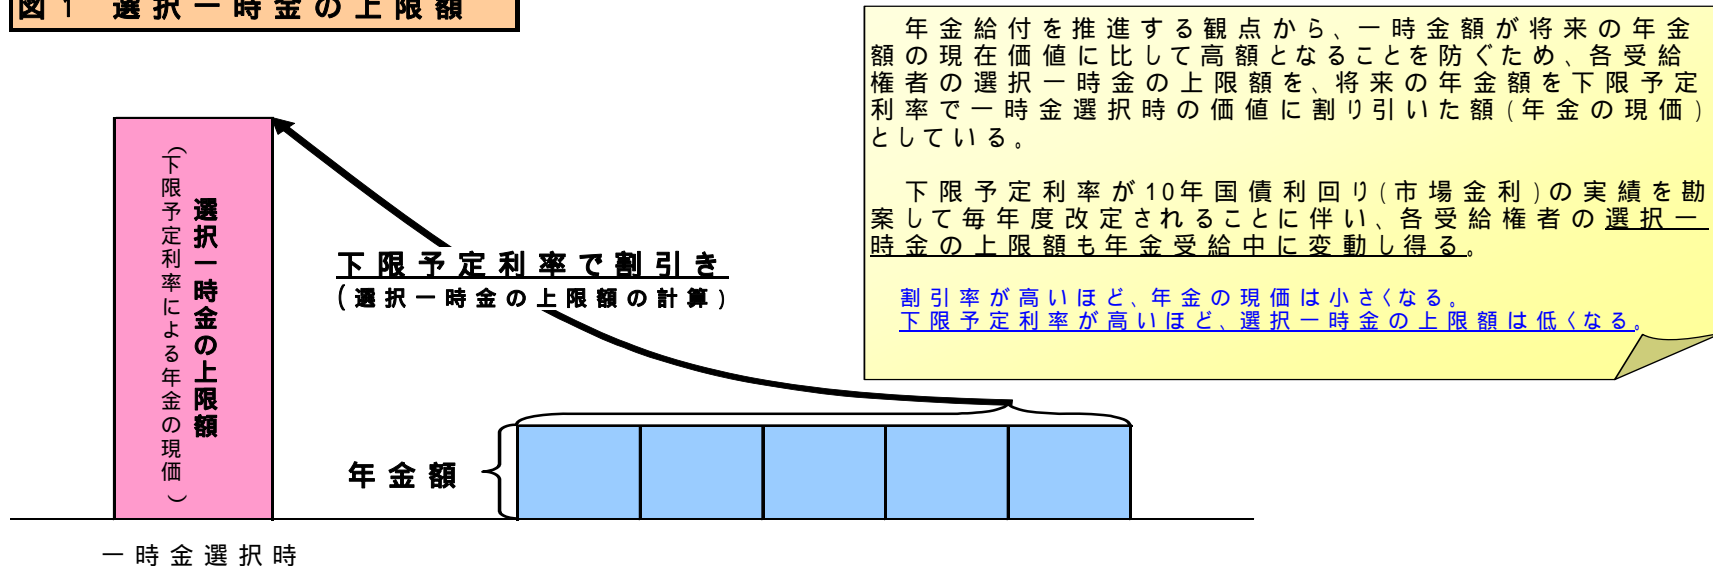 図1　選択一時金の上限額
年金給付を推進する観点から、一時金額が将来の年金
額の現在価値に比して高額となることを防ぐため、各受給
権者の選択一時金の上限額を、将来の年金額を下限予定
利率で一時金選択時の価値に割り引いた額(年金の現価)
としている。
下限予定利率が10年国債利回り(市場金利)の実績を勘
案して毎年度改定されることに伴い、各受給権者の選択一
時金の上限額も年金受給中に変動し得る。
割引率が高いほど、年金の現価は小さくなる。
下限予定利率が高いほど、選択一時金の上限額は低くなる。
選択一時金の上限額
(下限予定利率による年金の現価)
下限予定利率で割引き
(選択一時金の上限額の計算)
年金額
一時金選択時